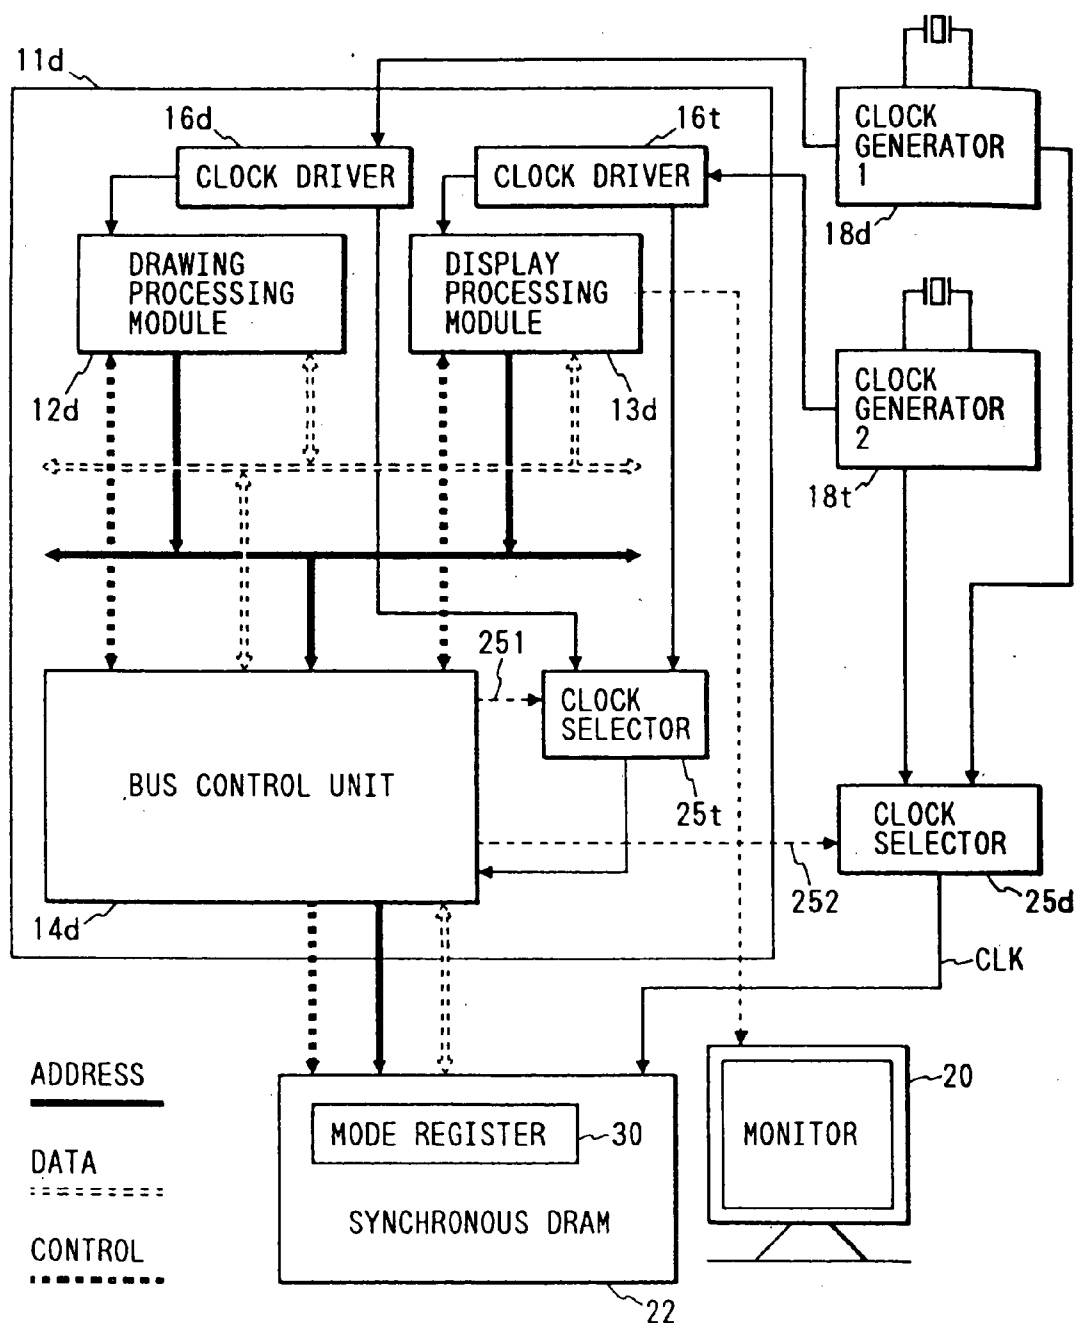 11d
16d
16t
CLOCK DRIVER
CLOCK DRIVER
CLOCK
GENERATOR
1
18d
DRAWING
PROCESSING
MODULE
DISPLAY
PROCESSING
MODULE
12d
13d
CLOCK
GENERATOR
2
18t
251
CLOCK
SELECTOR
BUS CONTROL UNIT
25t
CLOCK
SELECTOR
252
25d
14d
CLK
ADDRESS
DATA
CONTROL
MODE REGISTER
30
SYNCHRONOUS DRAM
22
MONITOR
20